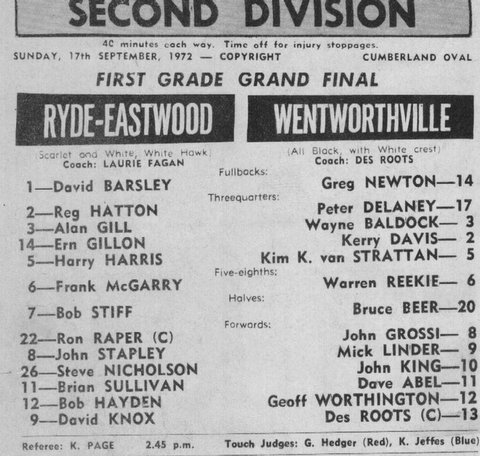 SECOND DIVISION
40 minutes each way. Time off for injury stoppages.
SUNDAY, 17th SEPTEMBER, 1972 — COPYRIGHT CUMBERLAND OVAL
FIRST GRADE GRAND FINAL
RYDE-EASTWOOD WENTWORTHVILLE
(Scarlet and White, White Hawk) (All Black, with White crest)
Coach: LAURIE FAGAN Coach: DES ROOTS
Fullbacks:
1—David BARSLEY Greg NEWTON—14
Threequarters:
2—Reg HATTON Peter DELANEY—17
3—Alan GILL Wayne BALDOCK— 3
14—Ern GILLON Kerry DAVIS— 2
5—Harry HARRIS Kim K. van STRATTAN— 5
Five-eighths:
6—Frank McGARRY Warren REEKIE— 6
Halves:
7—Bob STIFF Bruce BEER—20
Forwards:
22—Ron RAPER (C) John GROSSI— 8
8—John STAPLEY Mick LINDER— 9
26—Steve NICHOLSON John KING—10
11—Brian SULLIVAN Dave ABEL—11
12—Bob HAYDEN Geoff WORTHINGTON—12
9—David KNOX Des ROOTS (C)—13
Referee: K. PAGE 2.45 p.m. Touch Judges: G. Hedger (Red), K. Jeffes (Blue)